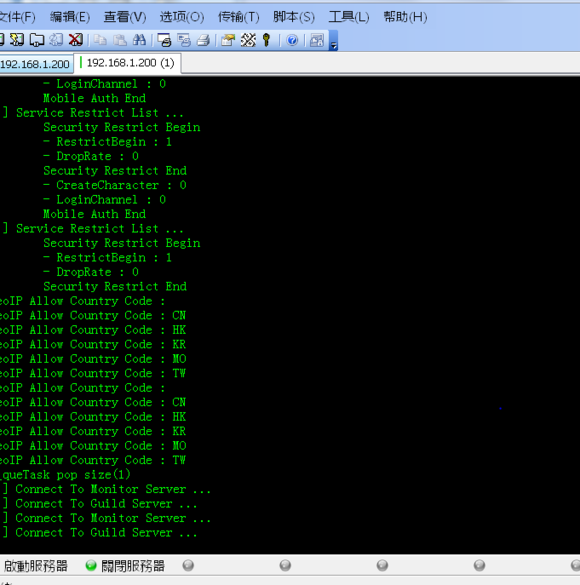 文件(F) 编辑(E) 查看(V) 选项(O) 传输(T) 脚本(S) 工具(L) 帮助(H)
192.168.1.200 192.168.1.200 (1)
- LoginChannel : 0
Mobile Auth End
] Service Restrict List ...
Security Restrict Begin
- RestrictBegin : 1
- DropRate : 0
Security Restrict End
- CreateCharacter : 0
- LoginChannel : 0
Mobile Auth End
] Service Restrict List ...
Security Restrict Begin
- RestrictBegin : 1
- DropRate : 0
Security Restrict End
eoIP Allow Country Code :
eoIP Allow Country Code : CN
eoIP Allow Country Code : HK
eoIP Allow Country Code : KR
eoIP Allow Country Code : MO
eoIP Allow Country Code : TW
eoIP Allow Country Code :
eoIP Allow Country Code : CN
eoIP Allow Country Code : HK
eoIP Allow Country Code : KR
eoIP Allow Country Code : MO
eoIP Allow Country Code : TW
_queTask pop size(1)
] Connect To Monitor Server ...
] Connect To Guild Server ...
] Connect To Monitor Server ...
] Connect To Guild Server ...
啟動服務器 關閉服務器